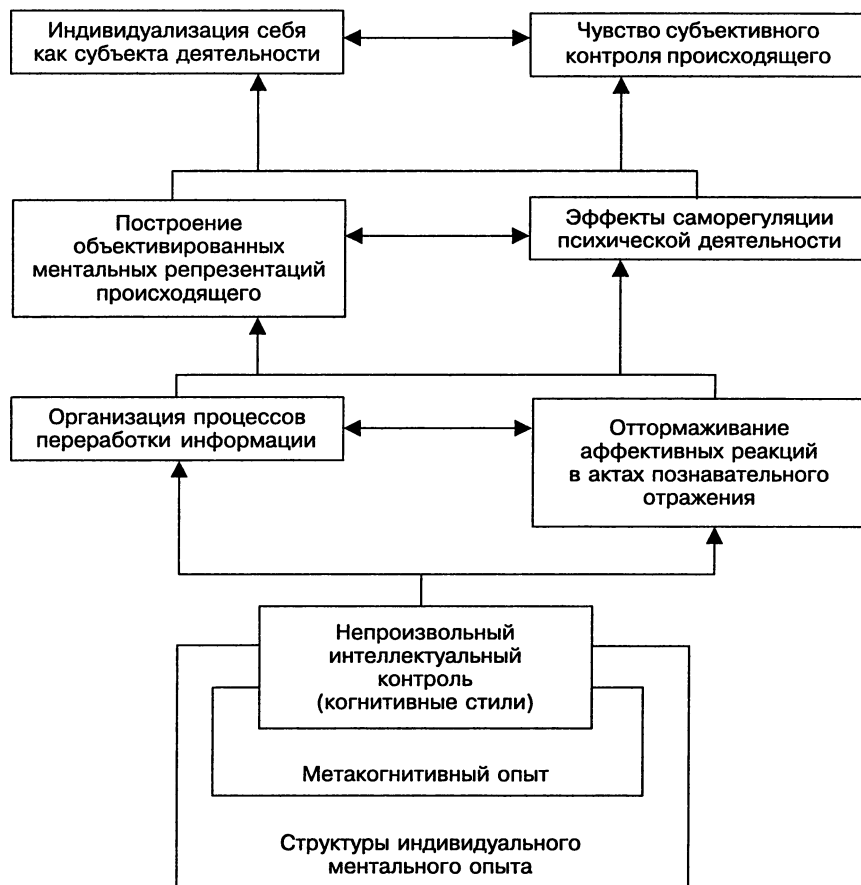 Индивидуализация себя
как субъекта деятельности
Чувство субъективного
контроля происходящего
Построение
объективированных
ментальных репрезентаций
происходящего
Эффекты саморегуляции
психической деятельности
Организация процессов
переработки информации
Оттормаживание
аффективных реакций
в актах познавательного
отражения
Непроизвольный
интеллектуальный
контроль
(когнитивные стили)
Метакогнитивный опыт
Структуры индивидуального
ментального опыта